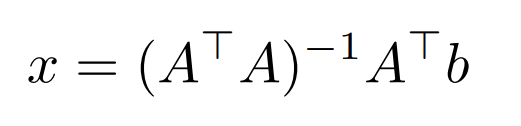 x = (A^⊤A)^{-1}A^⊤b